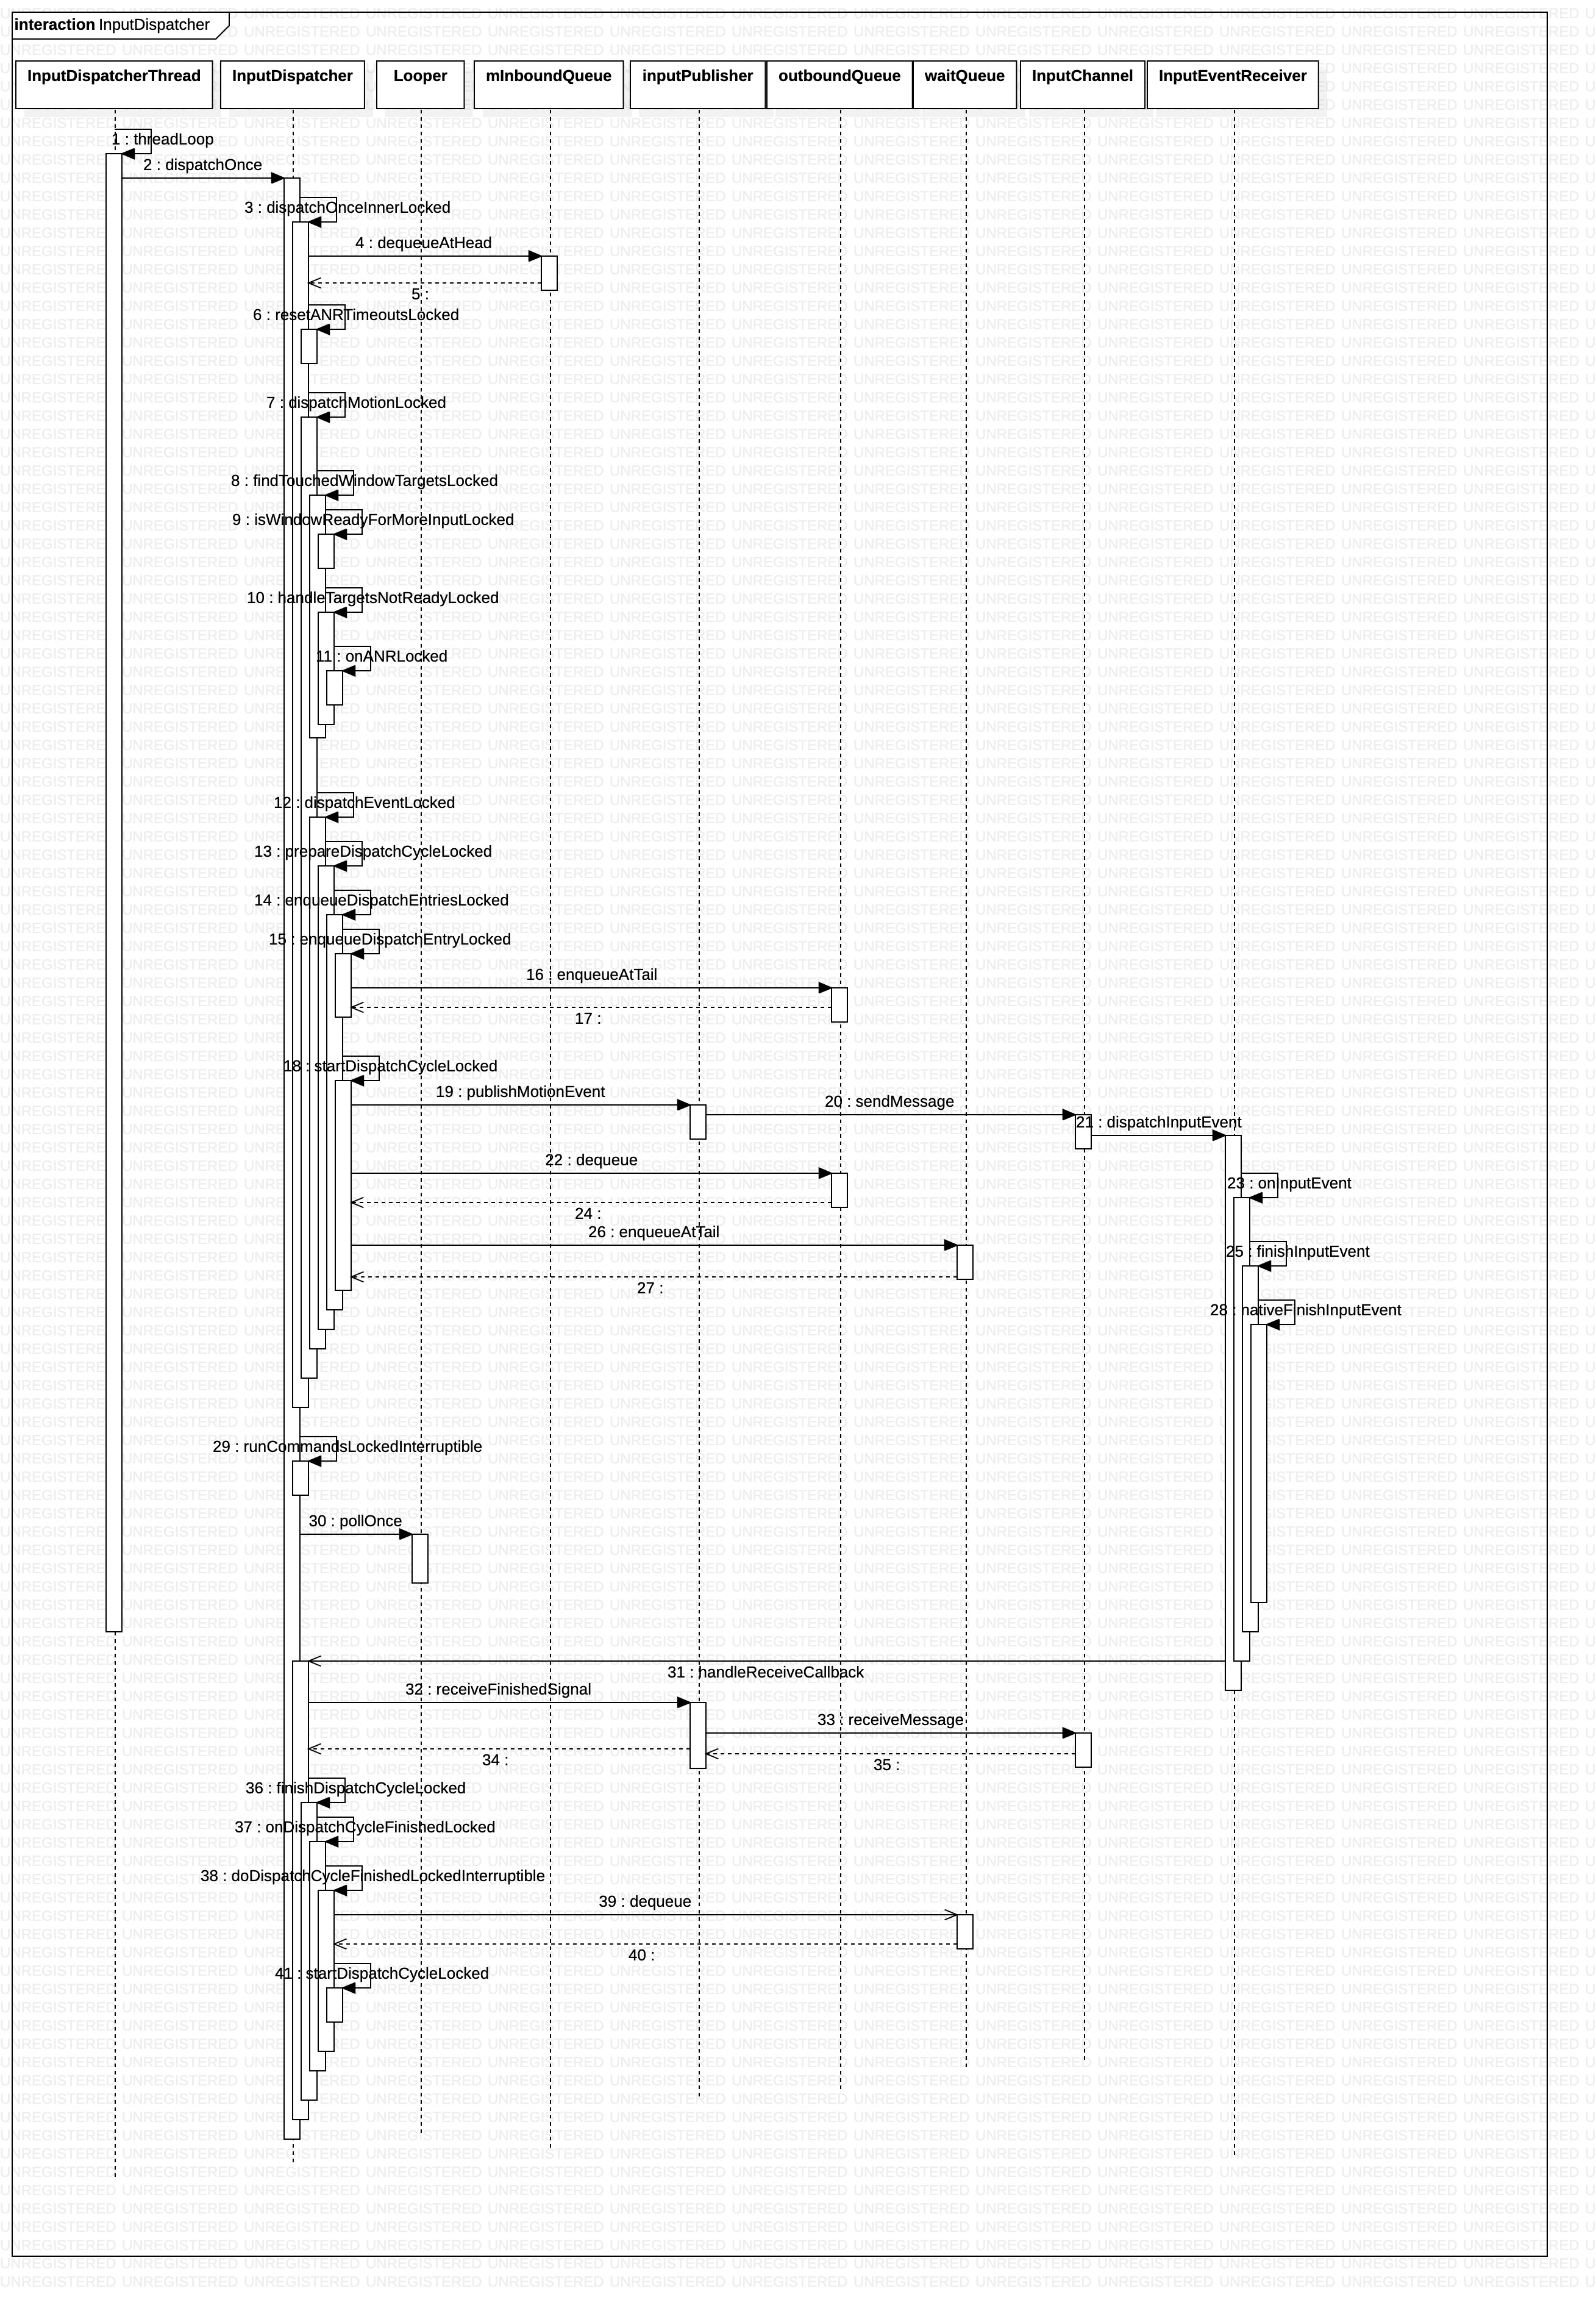 interaction InputDispatcher
InputDispatcherThread
InputDispatcher
Looper
mInboundQueue
inputPublisher
outboundQueue
waitQueue
InputChannel
InputEventReceiver
1 : threadLoop
2 : dispatchOnce
3 : dispatchOnceInnerLocked
4 : dequeueAtHead
5 :
6 : resetANRTimeoutsLocked
7 : dispatchMotionLocked
8 : findTouchedWindowTargetsLocked
9 : isWindowReadyForMoreInputLocked
10 : handleTargetsNotReadyLocked
11 : onANRLocked
12 : dispatchEventLocked
13 : prepareDispatchCycleLocked
14 : enqueueDispatchEntriesLocked
15 : enqueueDispatchEntryLocked
16 : enqueueAtTail
17 :
18 : startDispatchCycleLocked
19 : publishMotionEvent
20 : sendMessage
21 : dispatchInputEvent
22 : dequeue
23 : onInputEvent
24 :
26 : enqueueAtTail
25 : finishInputEvent
27 :
28 : nativeFinishInputEvent
29 : runCommandsLockedInterruptible
30 : pollOnce
31 : handleReceiveCallback
32 : receiveFinishedSignal
33 : receiveMessage
34 :
35 :
36 : finishDispatchCycleLocked
37 : onDispatchCycleFinishedLocked
38 : doDispatchCycleFinishedLockedInterruptible
39 : dequeue
40 :
41 : startDispatchCycleLocked
UNREGISTERED